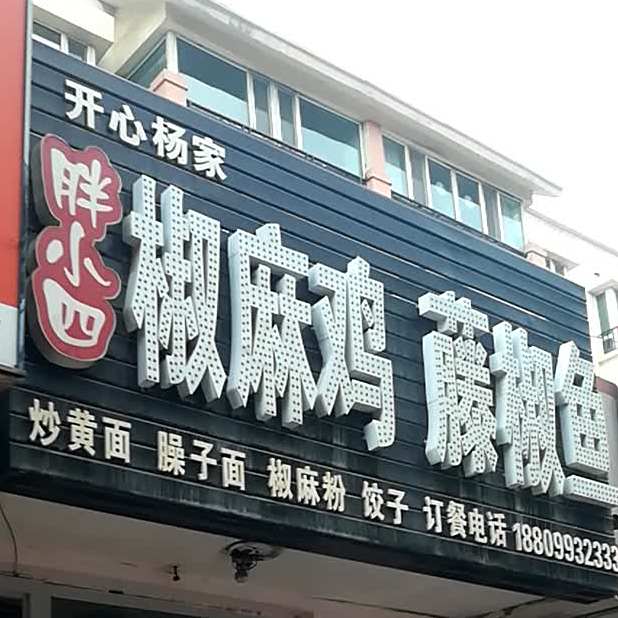 开心杨家
胖小四
椒麻鸡 藤椒鱼
炒黄面 臊子面 椒麻粉 饺子 订餐电话 18809932333